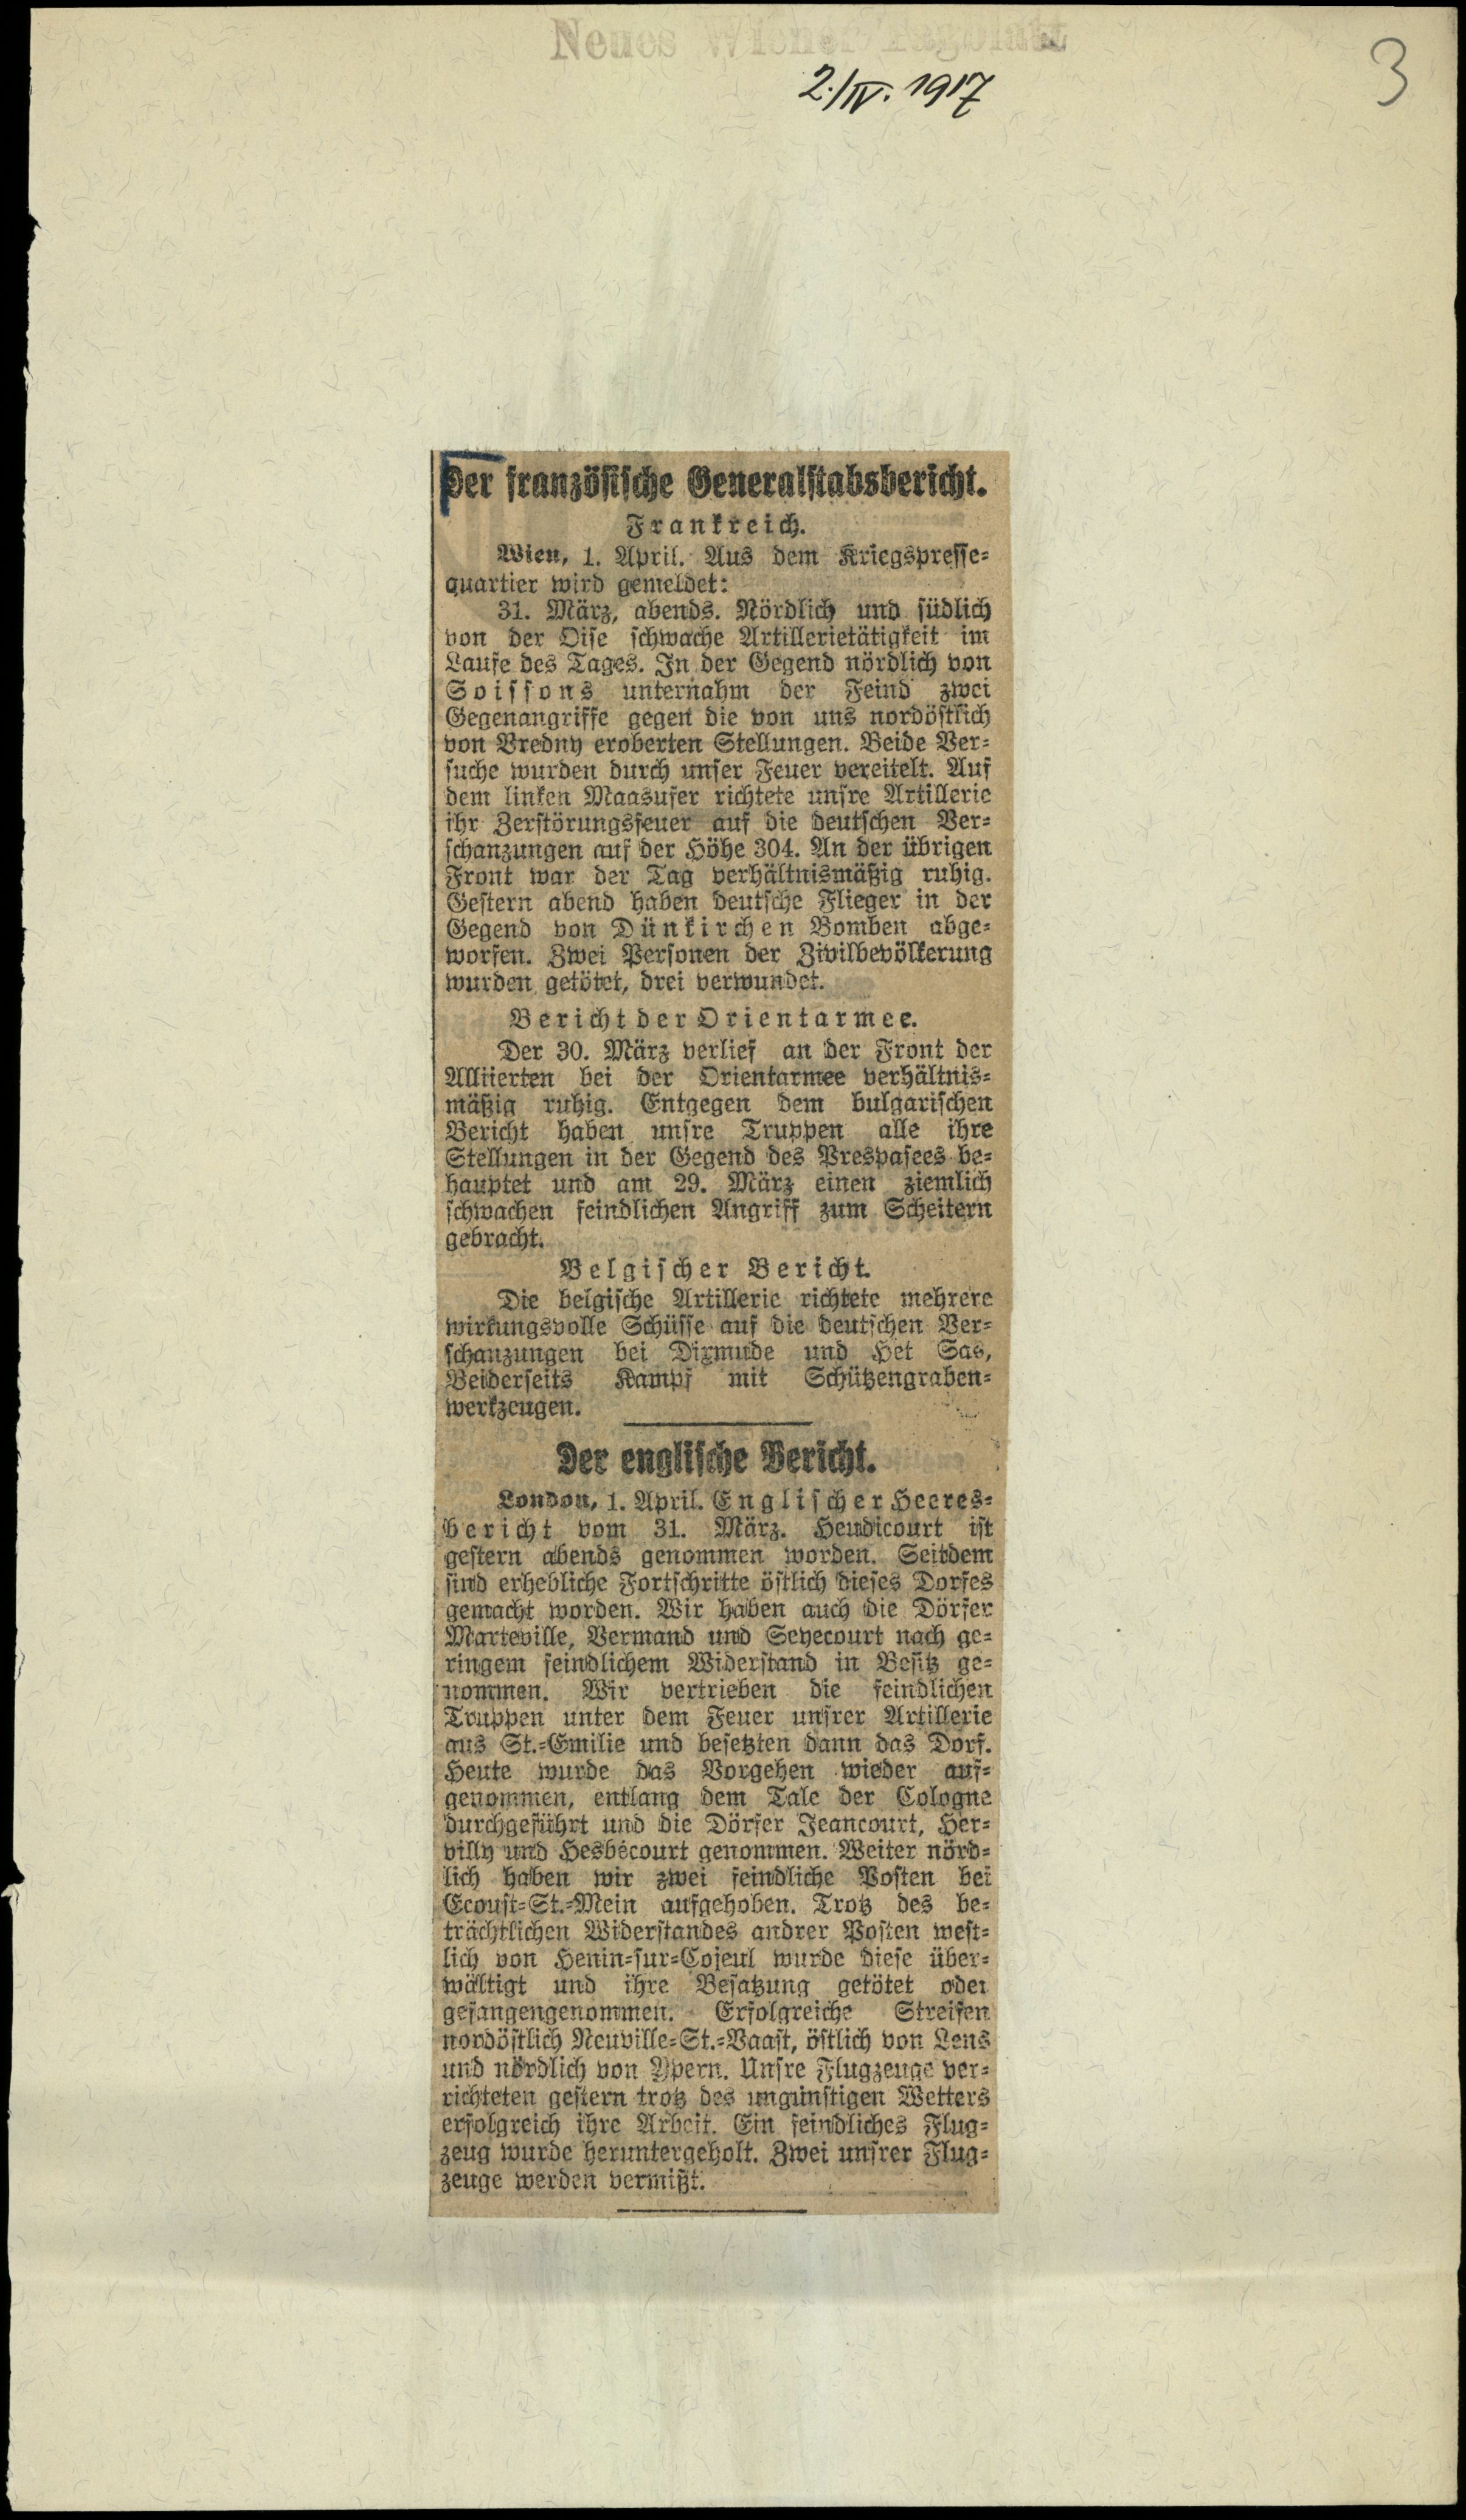 Neues Wiener Tagblatt
2./IV. 1917
3
Der französische Generalstabsbericht.
Frankreich.
Wien, 1. April. Aus dem Kriegspresse-
quartier wird gemeldet:
31. März, abends. Nördlich und südlich
von der Oise schwache Artillerietätigkeit im
Laufe des Tages. In der Gegend nördlich von
Soissons unternahm der Feind zwei
Gegenangriffe gegen die von uns nordöstlich
von Vredny eroberten Stellungen. Beide Ver-
suche wurden durch unser Feuer vereitelt. Auf
dem linken Maasufer richtete unsre Artillerie
ihr Zerstörungsfeuer auf die deutschen Ver-
schanzungen auf der Höhe 304. An der übrigen
Front war der Tag verhältnismäßig ruhig.
Gestern abend haben deutsche Flieger in der
Gegend von Dünkirchen Bomben abge-
worfen. Zwei Personen der Zivilbevölkerung
wurden getötet, drei verwundet.
Bericht der Orientarmee.
Der 30. März verlief an der Front der
Alliierten bei der Orientarmee verhältnis-
mäßig ruhig. Entgegen dem bulgarischen
Bericht haben unsre Truppen alle ihre
Stellungen in der Gegend des Prespasees be-
hauptet und am 29. März einen ziemlich
schwachen feindlichen Angriff zum Scheitern
gebracht.
Belgischer Bericht.
Die belgische Artillerie richtete mehrere
wirkungsvolle Schüsse auf die deutschen Ver-
schanzungen bei Dixmude und Het Sas,
Beiderseits Kampf mit Schützengraben-
werkzeugen.
Der englische Bericht.
London, 1. April. Englischer Heeres-
bericht vom 31. März. Heudicourt ist
gestern abends genommen worden. Seitdem
sind erhebliche Fortschritte östlich dieses Dorfes
gemacht worden. Wir haben auch die Dörfer
Marteville, Vermand und Seyecourt nach ge-
ringem feindlichem Widerstand in Besitz ge-
nommen. Wir vertrieben die feindlichen
Truppen unter dem Feuer unsrer Artillerie
aus St.-Emilie und besetzten dann das Dorf.
Heute wurde das Vorgehen wieder auf-
genommen, entlang dem Tale der Cologne
durchgeführt und die Dörfer Jeancourt, Her-
villy und Hesbécourt genommen. Weiter nörd-
lich haben wir zwei feindliche Posten bei
Ecoust-St.-Mein aufgehoben. Trotz des be-
trächtlichen Widerstandes andrer Posten west-
lich von Henin-sur-Cojeul wurde diese über-
wältigt und ihre Besatzung getötet oder
gefangengenommen. Erfolgreiche Streifen
nordöstlich Neuville-St.-Vaast, östlich von Lens
und nördlich von Ypern. Unsre Flugzeuge ver-
richteten gestern trotz des ungünstigen Wetters
erfolgreich ihre Arbeit. Ein feindliches Flug-
zeug wurde heruntergeholt. Zwei unsrer Flug-
zeuge werden vermißt.